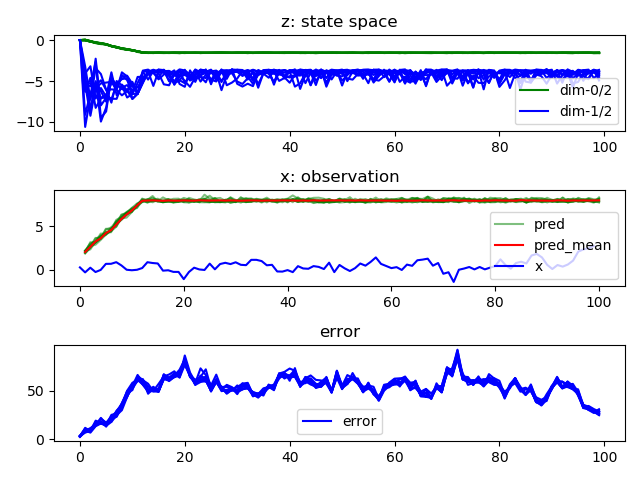 z: state space
0
−5
−10
dim-0/2
dim-1/2
0 20 40 60 80 100
x: observation
5
0
pred
pred_mean
x
0 20 40 60 80 100
error
50
0
error
0 20 40 60 80 100